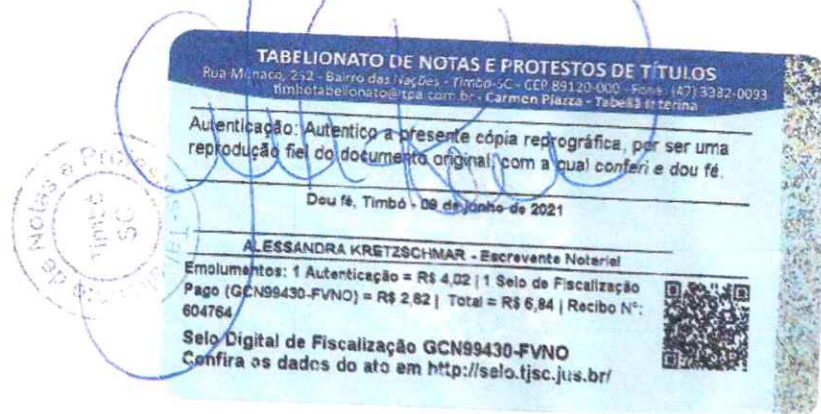 TABELIONATO DE NOTAS E PROTESTOS DE TÍTULOS
Rua Monaco, 252 - Bairro das Nações - Timbó-SC - CEP 89120-000 - Fone: (47) 3382-0093
timbotabelionato@tpa.com.br - Carmen Piazza - Tabeliã Interina
Autenticação: Autentico a presente cópia reprográfica, por ser uma
reprodução fiel do documento original, com a qual conferi e dou fé.
Dou fé, Timbó - 09 de junho de 2021
ALESSANDRA KRETZSCHMAR - Escrevente Notarial
Emolumentos: 1 Autenticação = R$ 4,02 | 1 Selo de Fiscalização
Pago (GCN99430-FVNO) = R$ 2,82 | Total = R$ 6,84 | Recibo Nº:
604764
Selo Digital de Fiscalização GCN99430-FVNO
Confira os dados do ato em http://selo.tjsc.jus.br/
de Notas e
SC